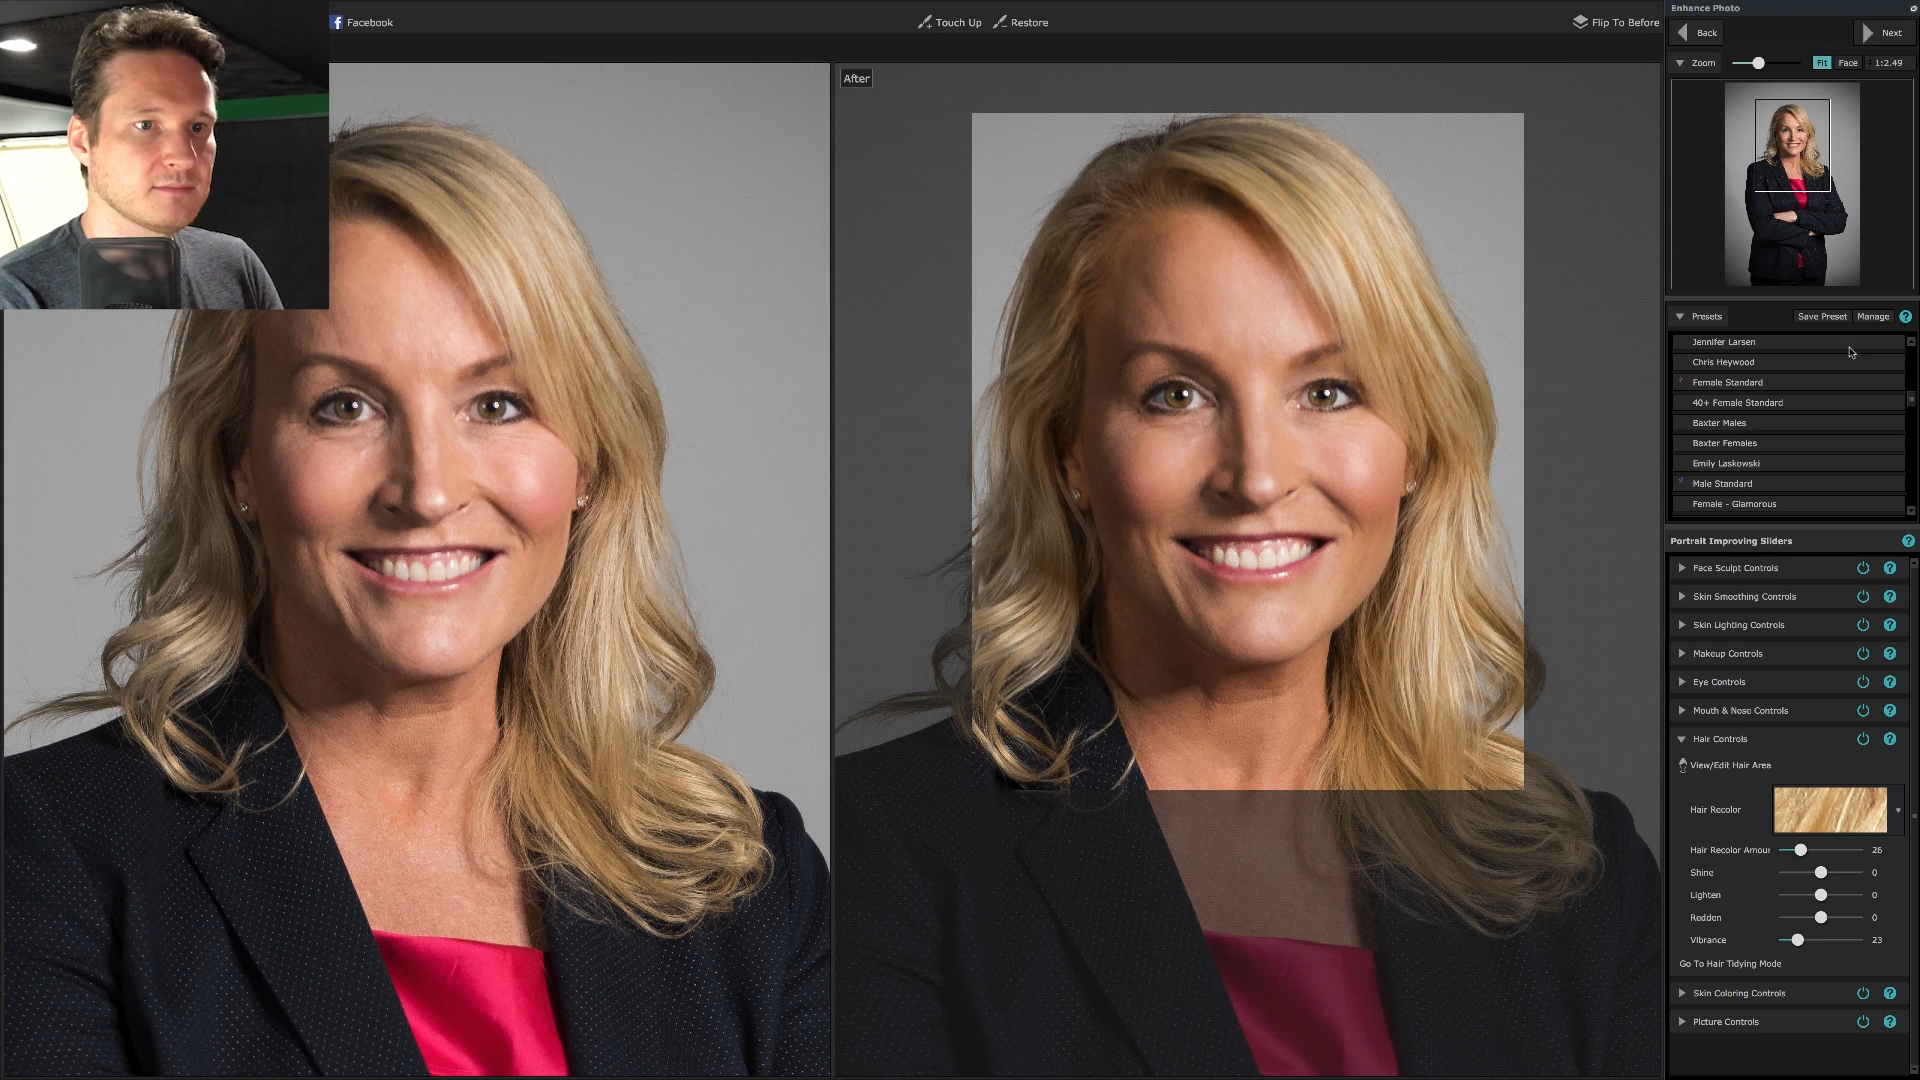 Facebook
Touch Up
Restore
Flip To Before
After
Enhance Photo
Back
Next
Zoom
Fit
Face
1:2.49
Presets
Save Preset
Manage
?
Jennifer Larsen
Chris Heywood
Female Standard
40+ Female Standard
Baxter Males
Baxter Females
Emily Laskowski
Male Standard
Female - Glamorous
Portrait Improving Sliders
?
Face Sculpt Controls
?
Skin Smoothing Controls
?
Skin Lighting Controls
?
Makeup Controls
?
Eye Controls
?
Mouth & Nose Controls
?
Hair Controls
?
View/Edit Hair Area
Hair Recolor
Hair Recolor Amour
26
Shine
0
Lighten
0
Redden
0
Vibrance
23
Go To Hair Tidying Mode
Skin Coloring Controls
?
Picture Controls
?